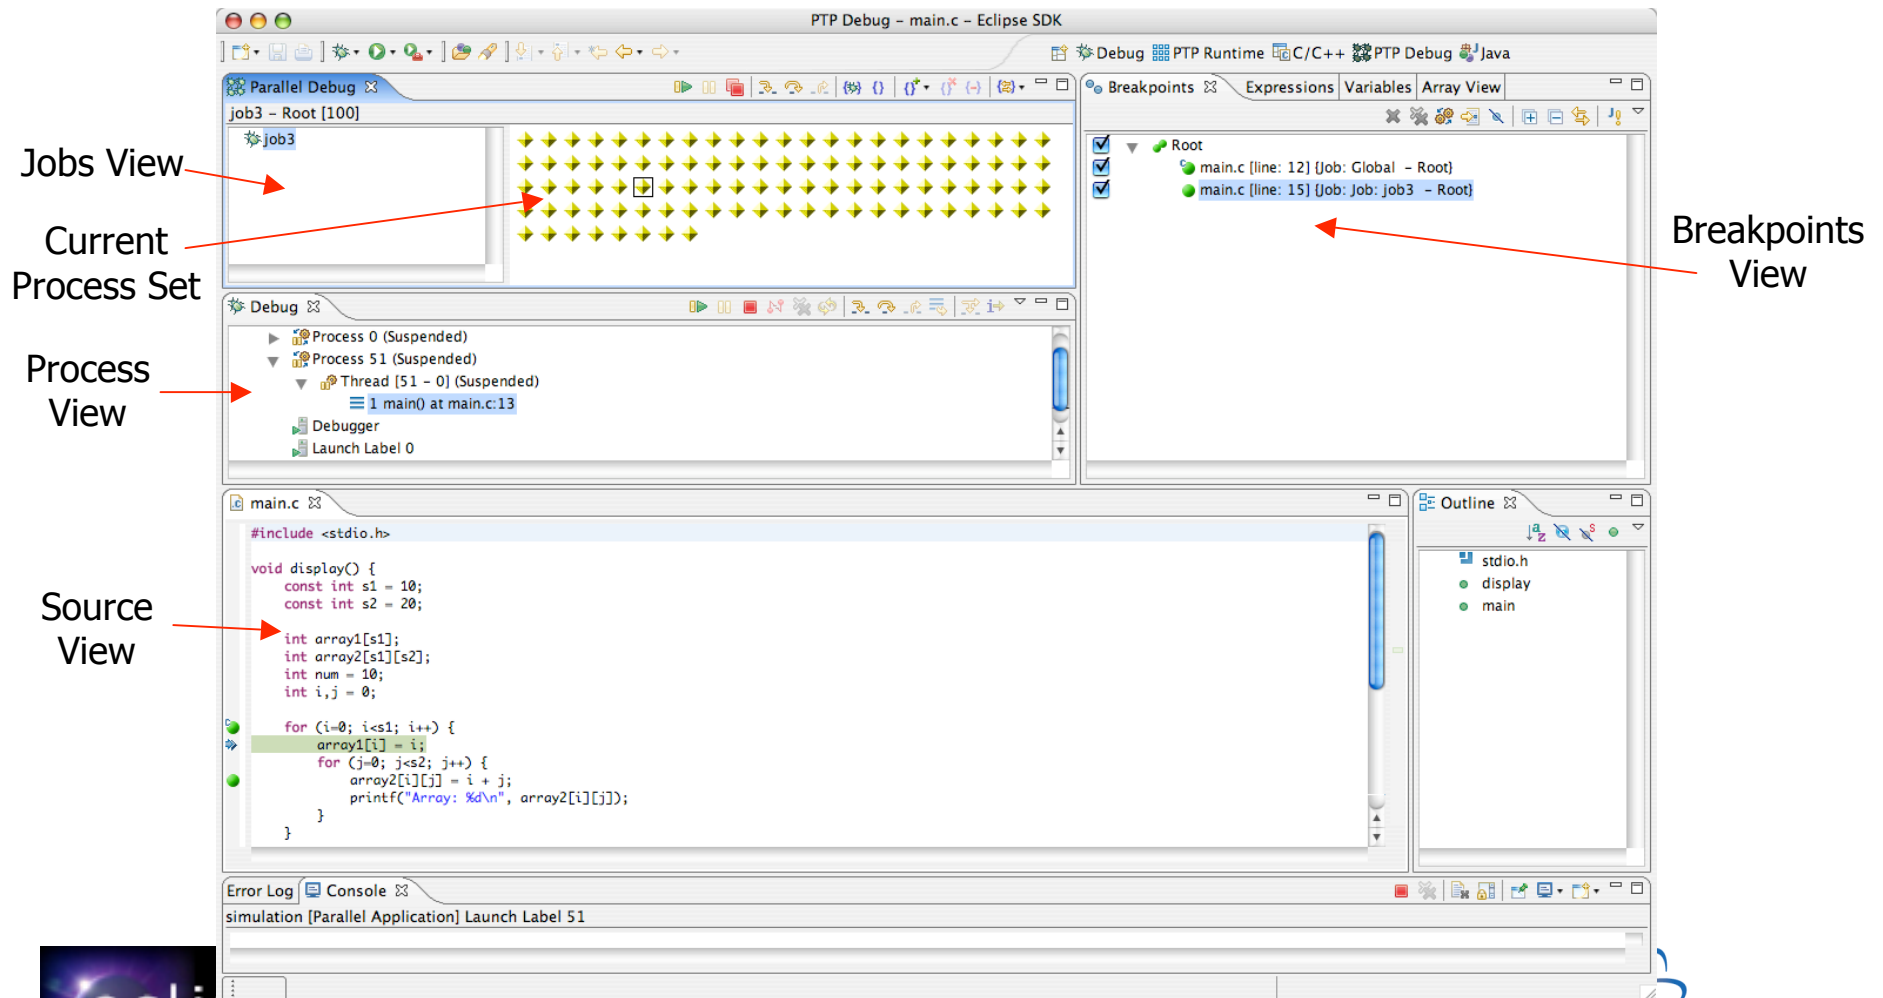 PTP Debug – main.c – Eclipse SDK
Debug PTP Runtime C/C++ PTP Debug Java
Parallel Debug
job3 – Root [100]
job3
Jobs View
Current
Process Set
Breakpoints Expressions Variables Array View
Root
main.c [line: 12] {Job: Global – Root}
main.c [line: 15] {Job: Job: job3 – Root}
Breakpoints
View
Debug
Process 0 (Suspended)
Process 51 (Suspended)
Thread [51 – 0] (Suspended)
1 main() at main.c:13
Debugger
Launch Label 0
Process
View
main.c
#include <stdio.h>
void display() {
const int s1 = 10;
const int s2 = 20;
int array1[s1];
int array2[s1][s2];
int num = 10;
int i,j = 0;
for (i=0; i<s1; i++) {
array1[i] = i;
for (j=0; j<s2; j++) {
array2[i][j] = i + j;
printf("Array: %d\n", array2[i][j]);
}
}
Source
View
Outline
stdio.h
display
main
Error Log Console
simulation [Parallel Application] Launch Label 51